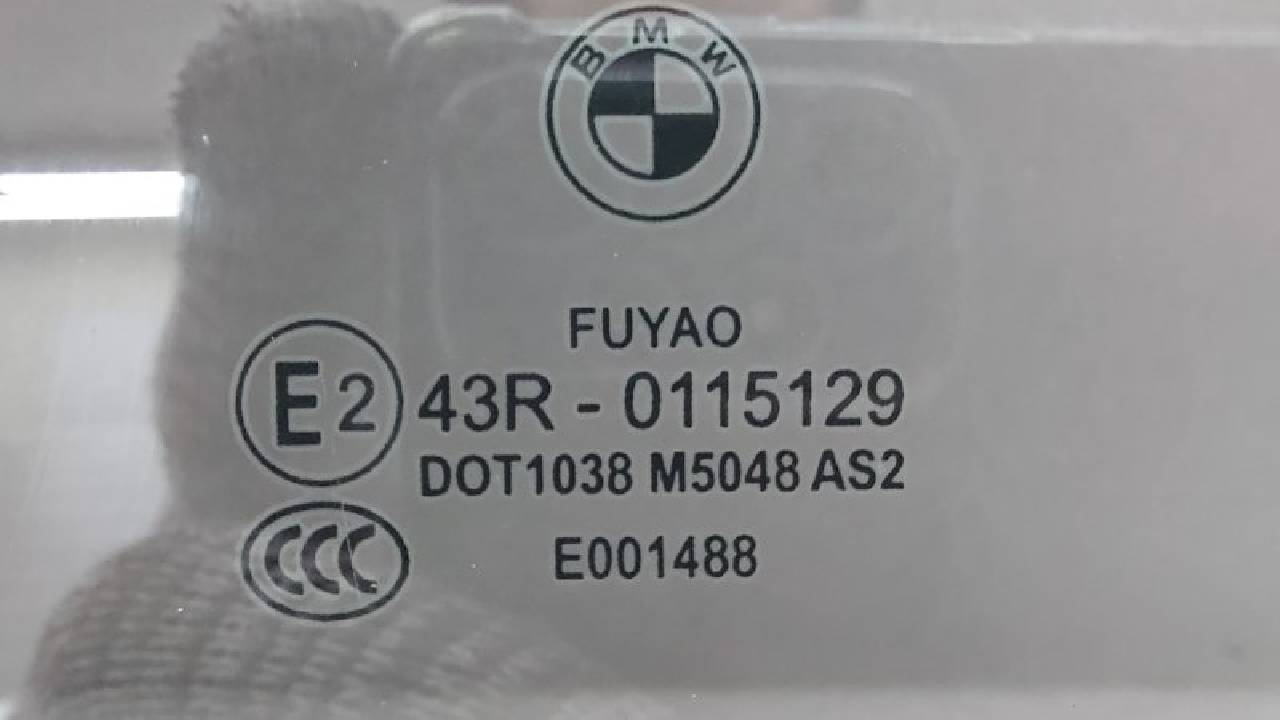 BMW
FUYAO
E2 43R - 0115129
DOT1038 M5048 AS2
CCC E001488